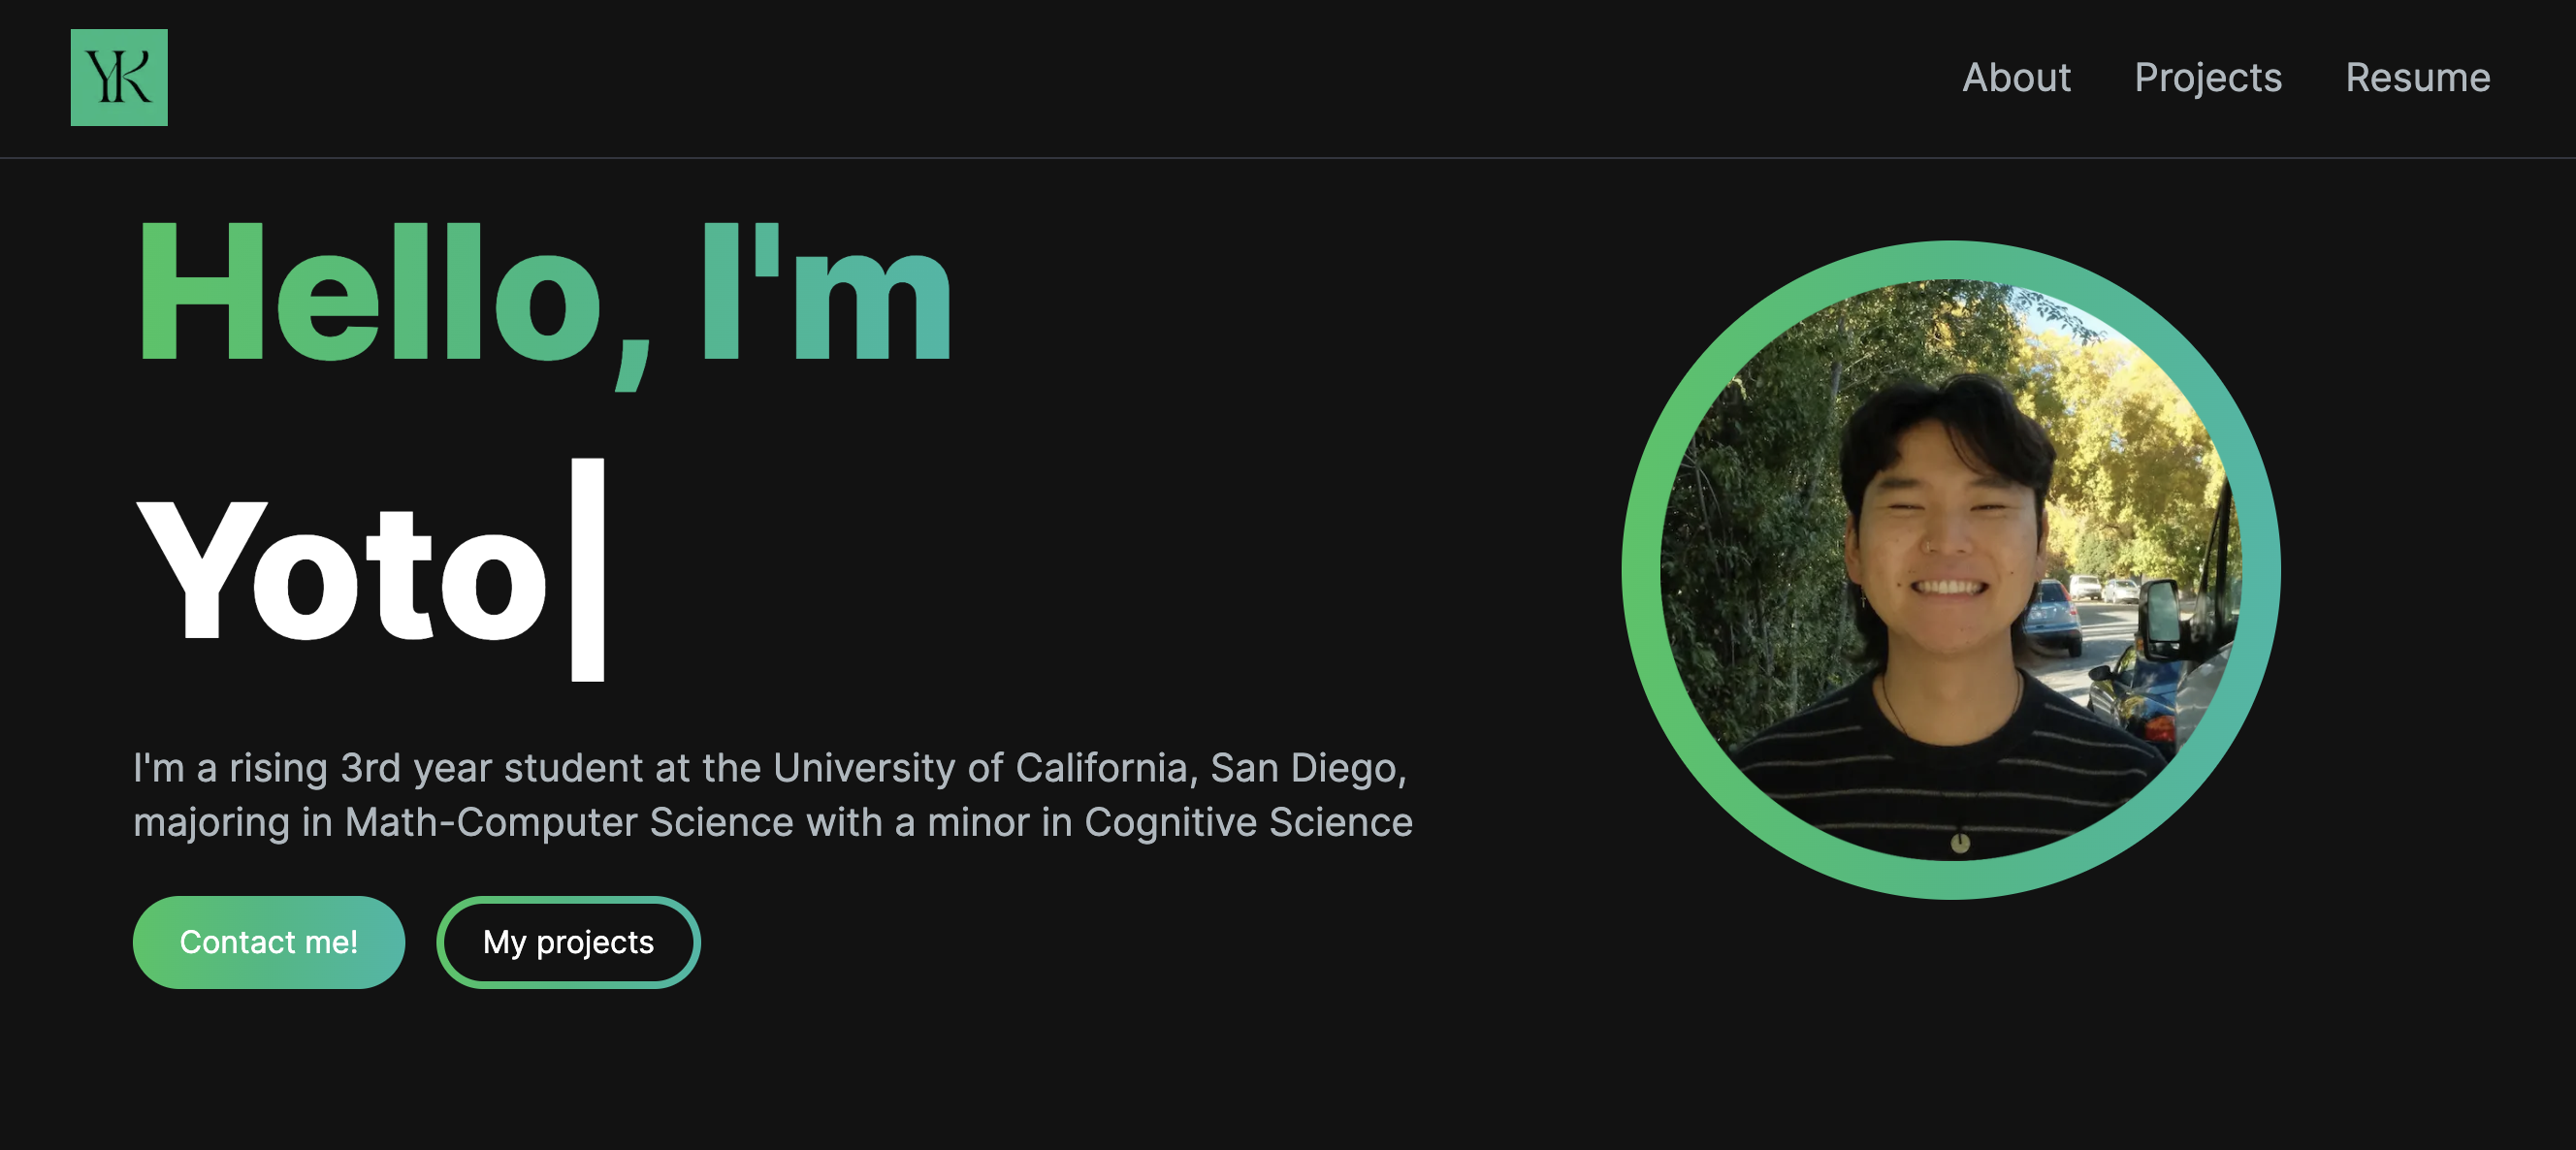 YK
About Projects Resume
Hello, I'm
Yoto
I'm a rising 3rd year student at the University of California, San Diego,
majoring in Math-Computer Science with a minor in Cognitive Science
Contact me! My projects